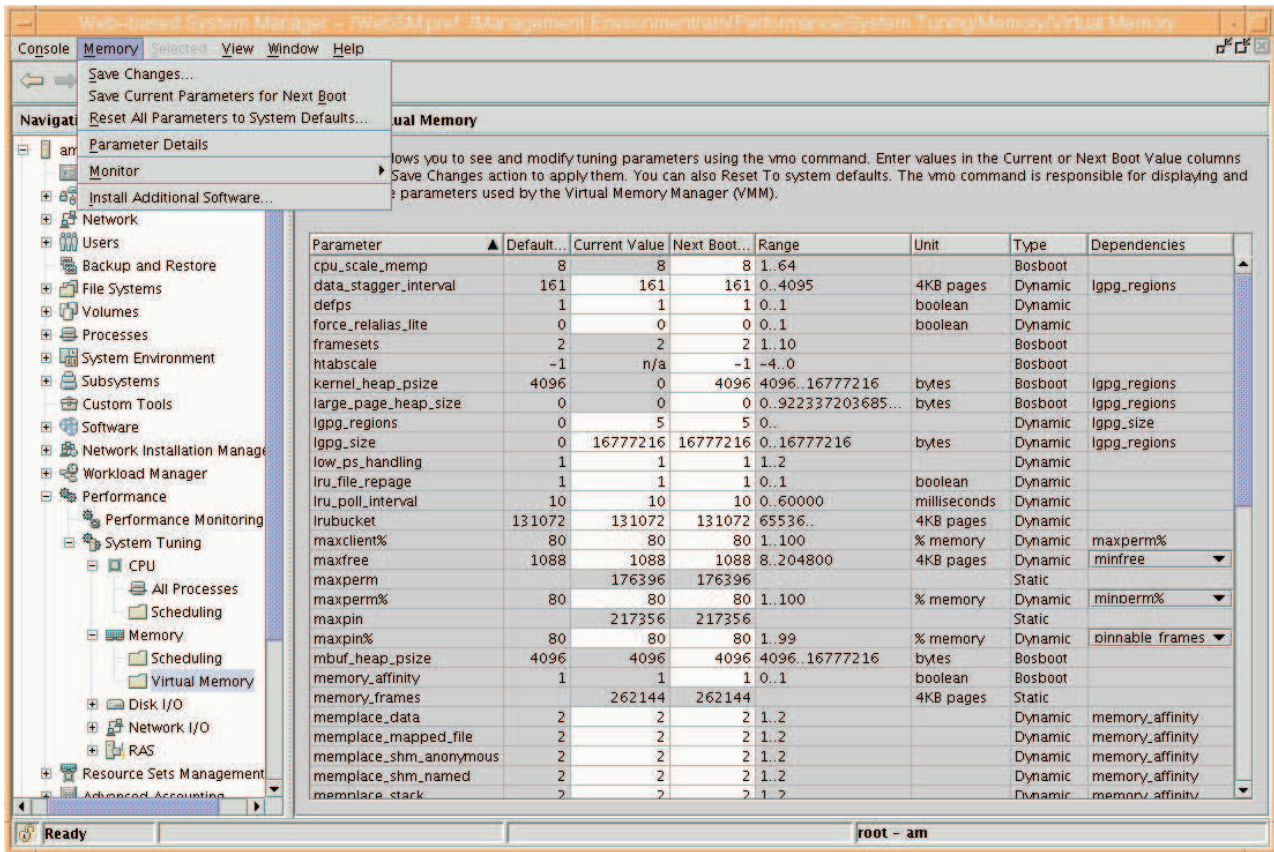 Web-based System Manager - /WebSM.pref: /Management Environment/am/Performance/System Tuning/Memory/Virtual Memory
Console Memory Selected View Window Help
Save Changes...
Save Current Parameters for Next Boot
Reset All Parameters to System Defaults...
Parameter Details
Monitor
Install Additional Software...
Navigati
am
Network
Users
Backup and Restore
File Systems
Volumes
Processes
System Environment
Subsystems
Custom Tools
Software
Network Installation Manage
Workload Manager
Performance
Performance Monitoring
System Tuning
CPU
All Processes
Scheduling
Memory
Scheduling
Virtual Memory
Disk I/O
Network I/O
RAS
Resource Sets Management
Advanced Accounting
ual Memory
lows you to see and modify tuning parameters using the vmo command. Enter values in the Current or Next Boot Value columns
Save Changes action to apply them. You can also Reset To system defaults. The vmo command is responsible for displaying and
e parameters used by the Virtual Memory Manager (VMM).
Parameter Default... Current Value Next Boot... Range Unit Type Dependencies
cpu_scale_memp 8 8 8 1..64 Bosboot
data_stagger_interval 161 161 161 0..4095 4KB pages Dynamic lgpg_regions
defps 1 1 1 0..1 boolean Dynamic
force_relalias_lite 0 0 0 0..1 boolean Dynamic
framesets 2 2 2 1..10 Bosboot
htabscale -1 n/a -1 -4..0 Bosboot
kernel_heap_psize 4096 0 4096 4096..16777216 bytes Bosboot lgpg_regions
large_page_heap_size 0 0 0 0..922337203685... bytes Bosboot lgpg_regions
lgpg_regions 0 5 5 0.. Dynamic lgpg_size
lgpg_size 0 16777216 16777216 0..16777216 bytes Dynamic lgpg_regions
low_ps_handling 1 1 1 1..2 Dynamic
lru_file_repage 1 1 1 0..1 boolean Dynamic
lru_poll_interval 10 10 10 0..60000 milliseconds Dynamic
lrubucket 131072 131072 131072 65536.. 4KB pages Dynamic
maxclient% 80 80 80 1..100 % memory Dynamic maxperm%
maxfree 1088 1088 1088 8..204800 4KB pages Dynamic minfree
maxperm 176396 176396 Static
maxperm% 80 80 80 1..100 % memory Dynamic minperm%
maxpin 217356 217356 Static
maxpin% 80 80 80 1..99 % memory Dynamic pinnable_frames
mbuf_heap_psize 4096 4096 4096 4096..16777216 bytes Bosboot
memory_affinity 1 1 1 0..1 boolean Bosboot
memory_frames 262144 262144 4KB pages Static
memplace_data 2 2 2 1..2 Dynamic memory_affinity
memplace_mapped_file 2 2 2 1..2 Dynamic memory_affinity
memplace_shm_anonymous 2 2 2 1..2 Dynamic memory_affinity
memplace_shm_named 2 2 2 1..2 Dynamic memory_affinity
memplace_stack 2 2 2 1..2 Dynamic memory_affinity
Ready root - am